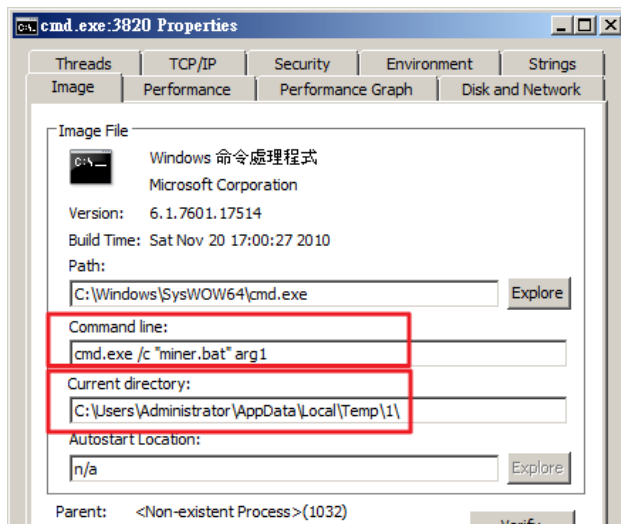 cmd.exe:3820 Properties
Threads TCP/IP Security Environment Strings
Image Performance Performance Graph Disk and Network
Image File
Windows 命令處理程式
Microsoft Corporation
Version: 6.1.7601.17514
Build Time: Sat Nov 20 17:00:27 2010
Path:
C:\Windows\SysWOW64\cmd.exe Explore
Command line:
cmd.exe /c "miner.bat" arg1
Current directory:
C:\Users\Administrator\AppData\Local\Temp\1\
Autostart Location:
n/a Explore
Parent: <Non-existent Process>(1032)
Verify